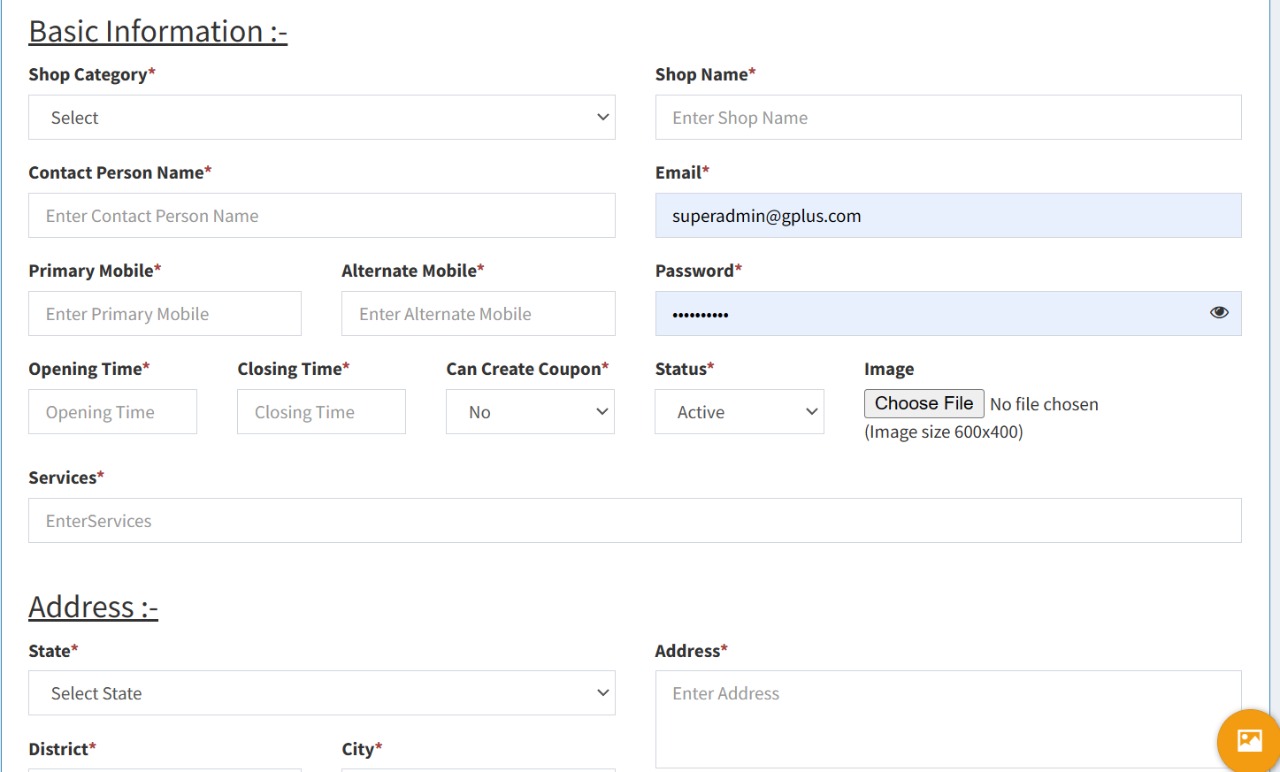 Basic Information :-
Shop Category* Shop Name*
Select Enter Shop Name
Contact Person Name* Email*
Enter Contact Person Name superadmin@gplus.com
Primary Mobile* Alternate Mobile* Password*
Enter Primary Mobile Enter Alternate Mobile ••••••••••
Opening Time* Closing Time* Can Create Coupon* Status* Image
Opening Time Closing Time No Active Choose File No file chosen
(Image size 600x400)
Services*
EnterServices
Address :-
State* Address*
Select State Enter Address
District* City*